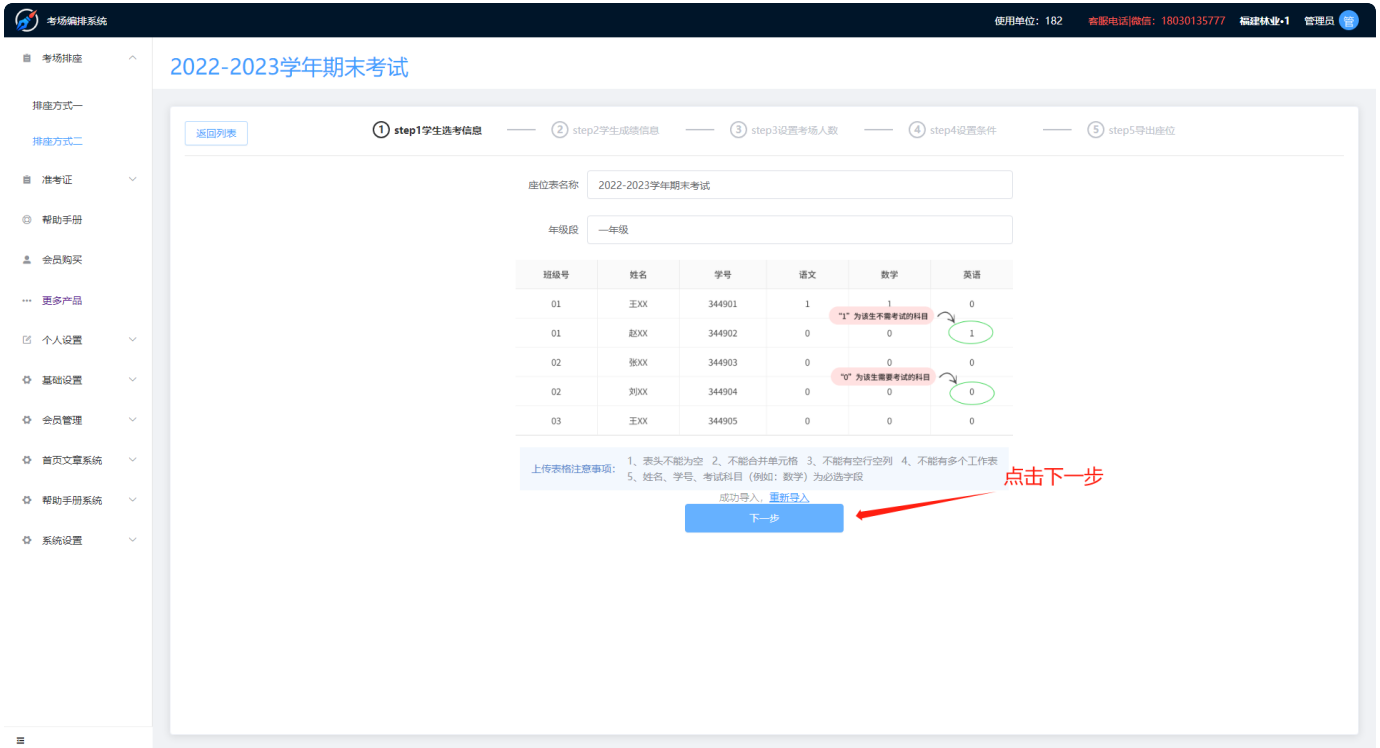 考场编排系统
使用单位：182 客服电话|微信：18030135777 福建林业•1 管理员 管
考场排座
排座方式一
排座方式二
准考证
帮助手册
会员购买
更多产品
个人设置
基础设置
会员管理
首页文章系统
帮助手册系统
系统设置
2022-2023学年期末考试
返回列表
1 step1学生选考信息 2 step2学生成绩信息 3 step3设置考场人数 4 step4设置条件 5 step5导出座位
座位表名称 2022-2023学年期末考试
年级段 一年级
班级号 姓名 学号 语文 数学 英语
01 王XX 344901 1 1 0
“1”为该生不需考试的科目
01 赵XX 344902 0 0 1
02 张XX 344903 0 0 0
“0”为该生需要考试的科目
02 刘XX 344904 0 0 0
03 王XX 344905 0 0 0
上传表格注意事项：
1、表头不能为空 2、不能合并单元格 3、不能有空行空列 4、不能有多个工作表
5、姓名、学号、考试科目（例如：数学）为必选字段
成功导入，重新导入
下一步
点击下一步